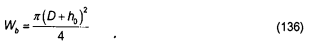 W_b = π(D + h_0)^2 / 4 . (136)